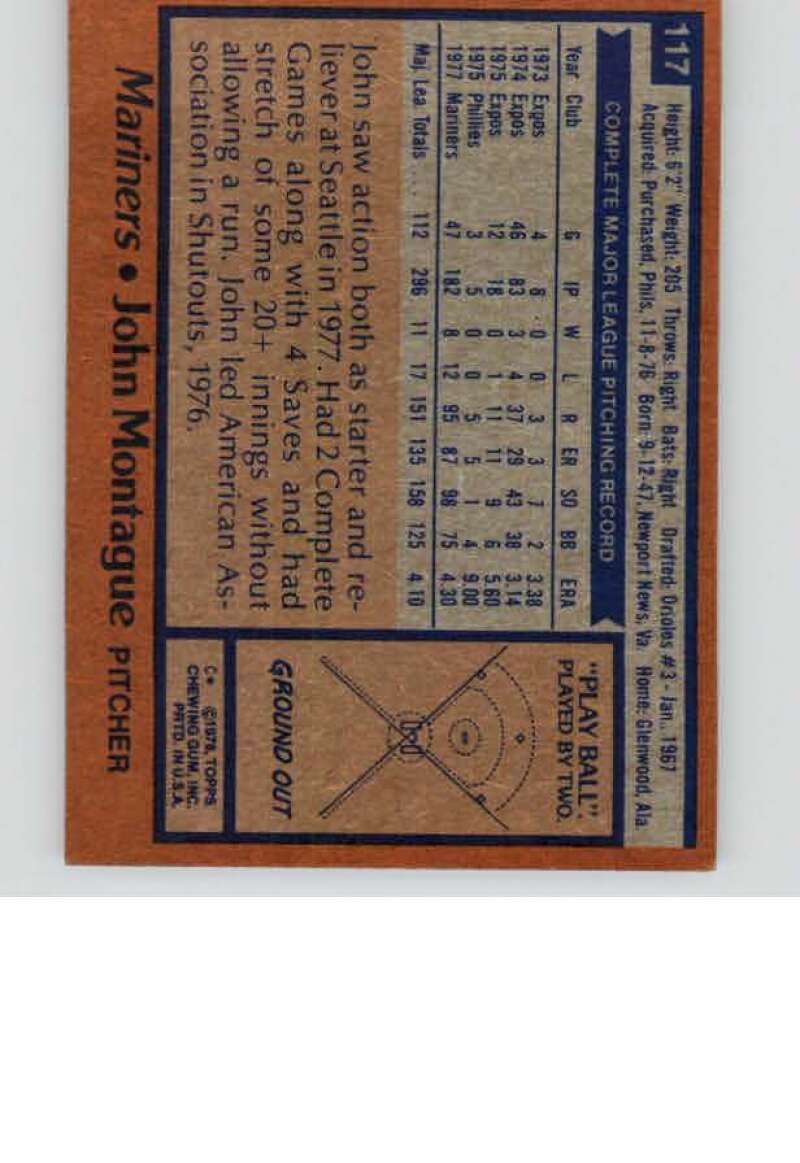 117
Height: 6'2" Weight: 205 Throws: Right Bats: Right Drafted: Orioles #3 - Jan., 1967
Acquired: Purchased, Phils, 11-8-76 Born: 9-12-47, Newport News, Va. Home: Glenwood, Ala.
COMPLETE MAJOR LEAGUE PITCHING RECORD
Year Club G IP W L R ER SO BB ERA
1973 Expos 4 8 0 0 3 3 7 2 3.38
1974 Expos 46 83 3 4 37 29 43 38 3.14
1975 Expos 12 18 0 1 11 11 9 6 5.60
1975 Phillies 3 5 0 0 5 5 1 4 9.00
1977 Mariners 47 182 8 12 95 87 98 75 4.30
Maj. Lea. Totals.... 112 296 11 17 151 135 158 125 4.10
John saw action both as starter and re-
liever at Seattle in 1977. Had 2 Complete
Games along with 4 Saves and had
stretch of some 20+ innings without
allowing a run. John led American As-
sociation in Shutouts, 1976.
"PLAY BALL"
PLAYED BY TWO.
GROUND OUT
C* ©1978, TOPPS
CHEWING GUM, INC.
PRTD. IN U.S.A.
Mariners • John Montague PITCHER